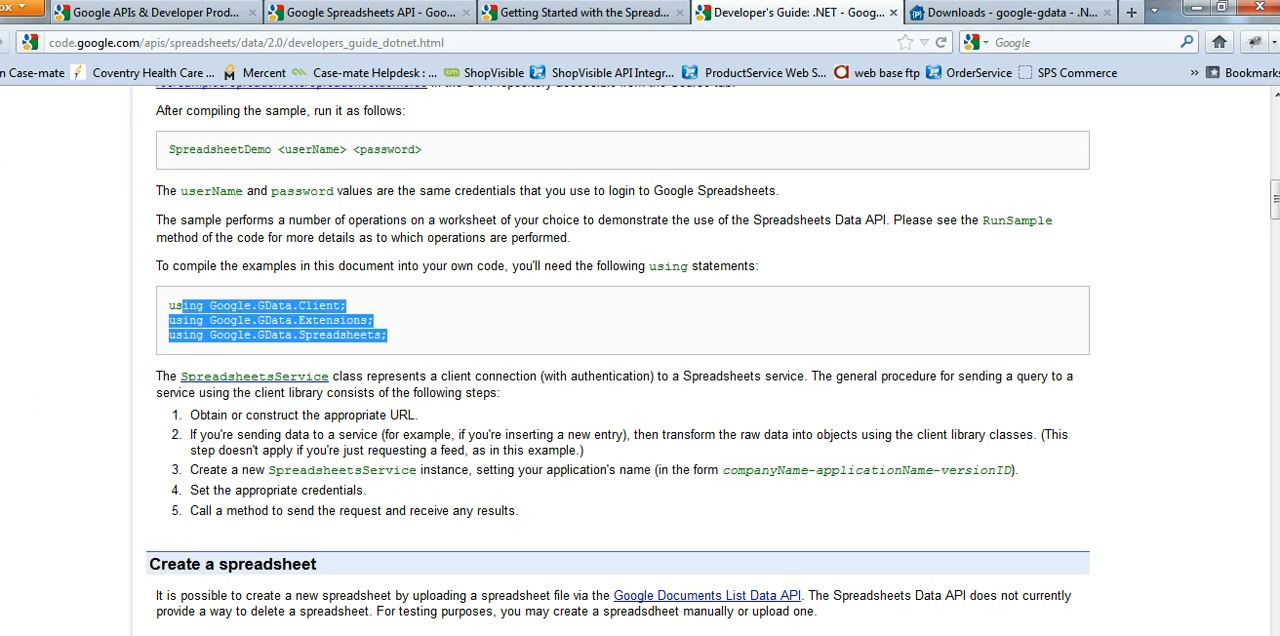 ox
Google APIs & Developer Prod... ×
Google Spreadsheets API - Goo... ×
Getting Started with the Spread... ×
Developer's Guide: .NET - Goog... ×
Downloads - google-gdata - .N... ×
code.google.com/apis/spreadsheets/data/2.0/developers_guide_dotnet.html
Google
n Case-mate
Coventry Health Care ...
Mercent
Case-mate Helpdesk : ...
ShopVisible
ShopVisible API Integr...
ProductService Web S...
web base ftp
OrderService
SPS Commerce
»
Bookmarks
After compiling the sample, run it as follows:
SpreadsheetDemo <userName> <password>
The userName and password values are the same credentials that you use to login to Google Spreadsheets.
The sample performs a number of operations on a worksheet of your choice to demonstrate the use of the Spreadsheets Data API. Please see the RunSample
method of the code for more details as to which operations are performed.
To compile the examples in this document into your own code, you'll need the following using statements:
using Google.GData.Client;
using Google.GData.Extensions;
using Google.GData.Spreadsheets;
The SpreadsheetsService class represents a client connection (with authentication) to a Spreadsheets service. The general procedure for sending a query to a
service using the client library consists of the following steps:
1. Obtain or construct the appropriate URL.
2. If you're sending data to a service (for example, if you're inserting a new entry), then transform the raw data into objects using the client library classes. (This
step doesn't apply if you're just requesting a feed, as in this example.)
3. Create a new SpreadsheetsService instance, setting your application's name (in the form companyName-applicationName-versionID).
4. Set the appropriate credentials.
5. Call a method to send the request and receive any results.
Create a spreadsheet
It is possible to create a new spreadsheet by uploading a spreadsheet file via the Google Documents List Data API. The Spreadsheets Data API does not currently
provide a way to delete a spreadsheet. For testing purposes, you may create a spreadsdheet manually or upload one.